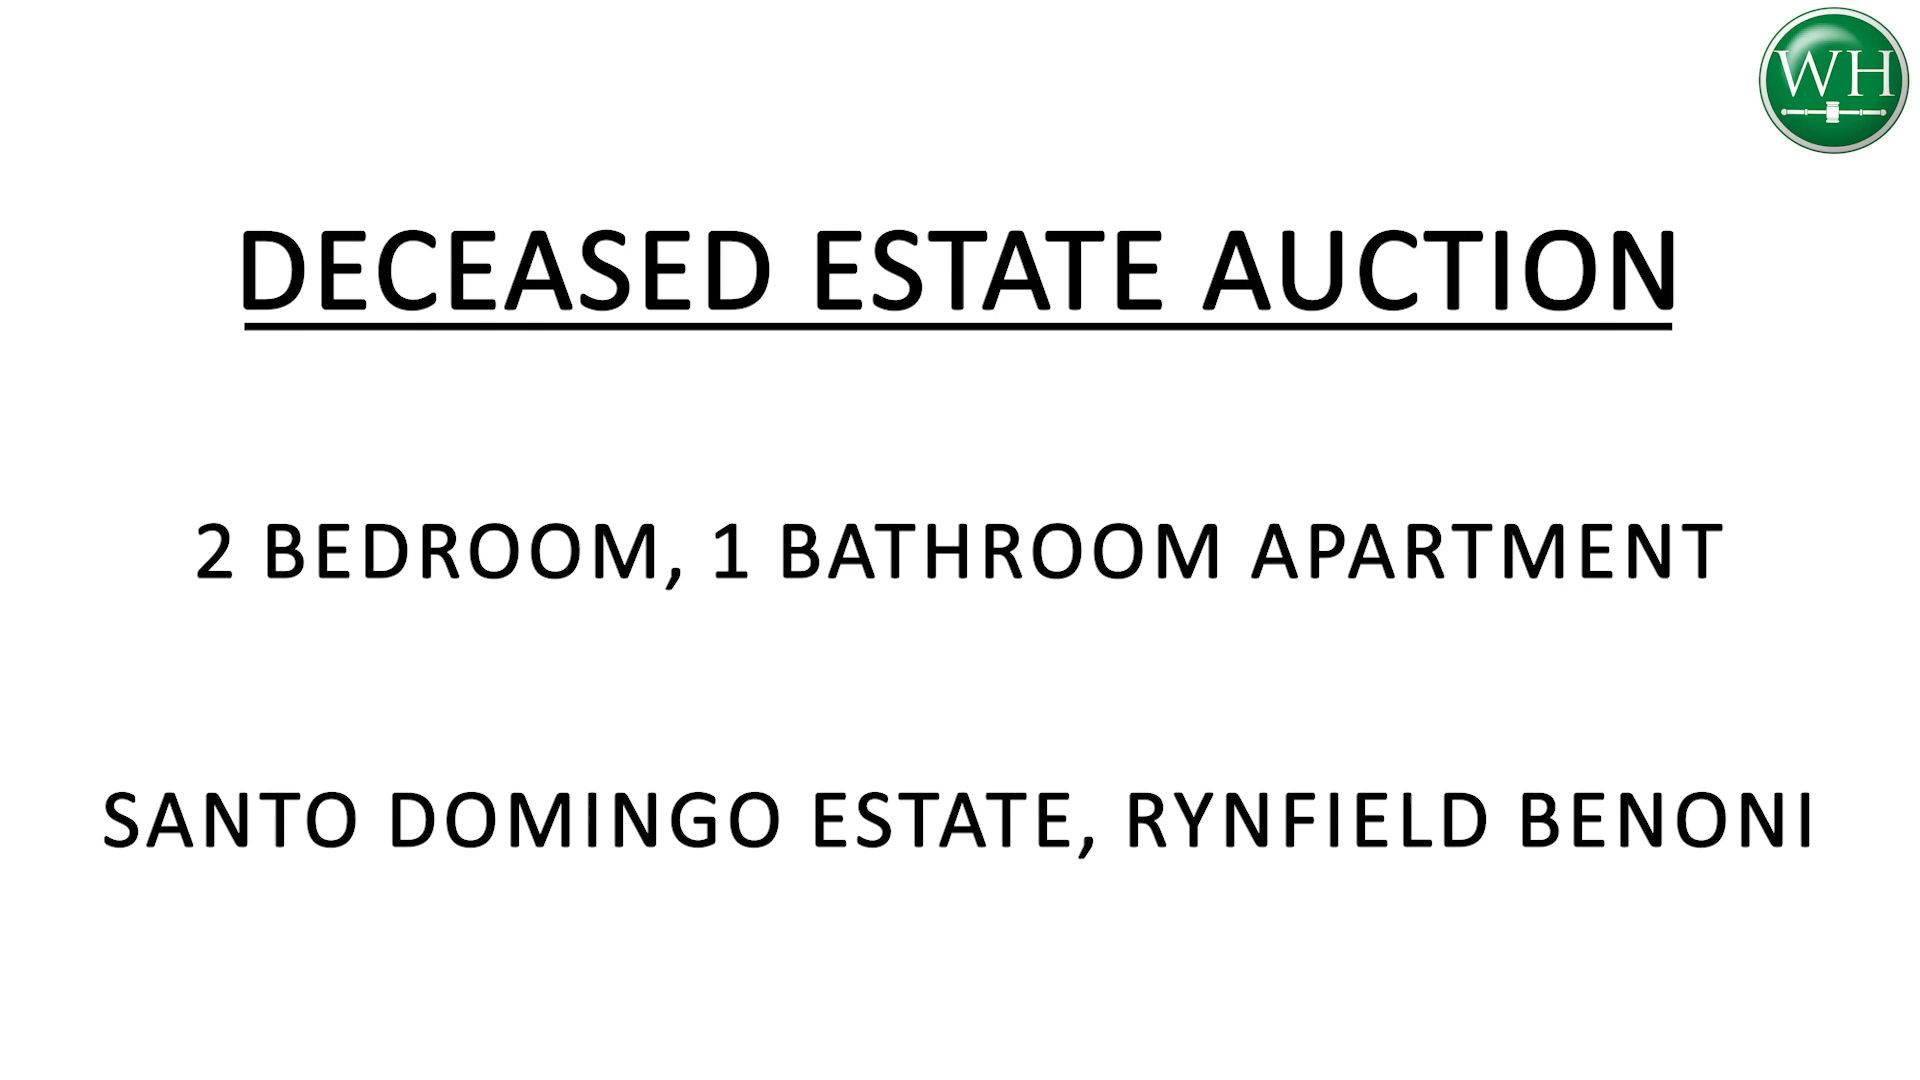 WH
DECEASED ESTATE AUCTION
2 BEDROOM, 1 BATHROOM APARTMENT
SANTO DOMINGO ESTATE, RYNFIELD BENONI